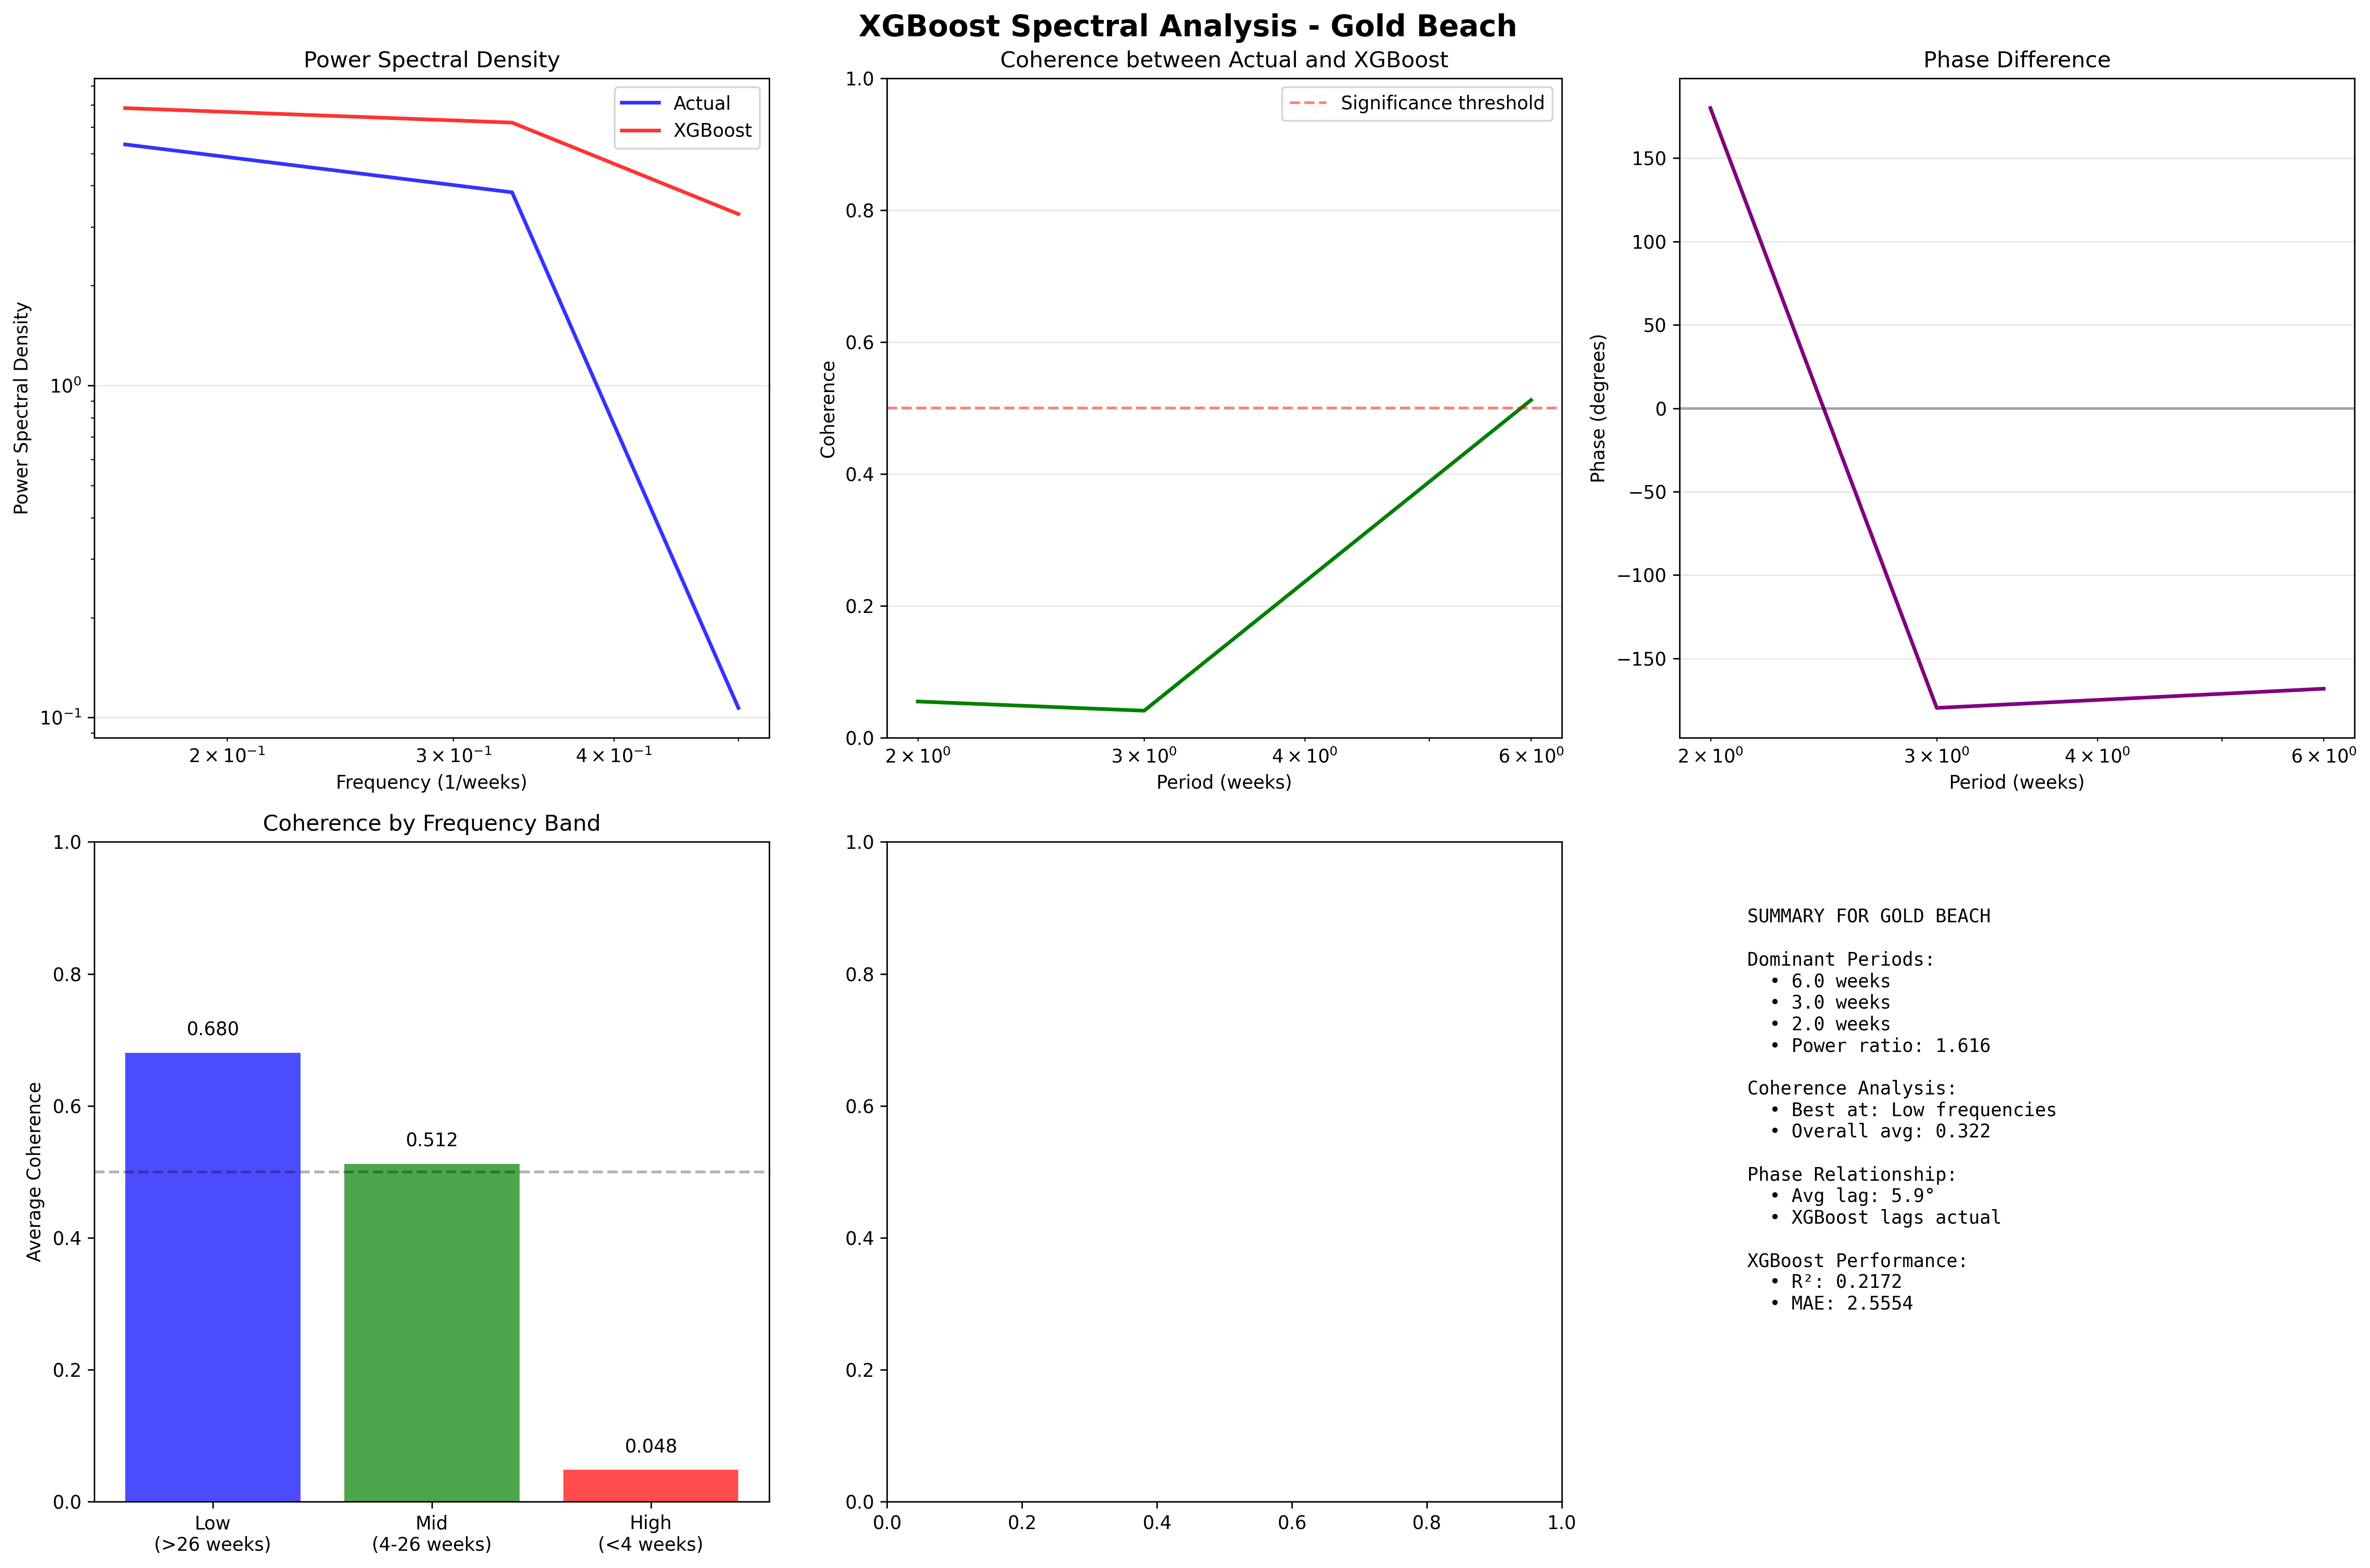 XGBoost Spectral Analysis - Gold Beach
Power Spectral Density
Actual
XGBoost
Power Spectral Density
10⁰
10⁻¹
2 × 10⁻¹
3 × 10⁻¹
4 × 10⁻¹
Frequency (1/weeks)
Coherence between Actual and XGBoost
Significance threshold
Coherence
1.0
0.8
0.6
0.4
0.2
0.0
2 × 10⁰
3 × 10⁰
4 × 10⁰
6 × 10⁰
Period (weeks)
Phase Difference
Phase (degrees)
150
100
50
0
−50
−100
−150
2 × 10⁰
3 × 10⁰
4 × 10⁰
6 × 10⁰
Period (weeks)
Coherence by Frequency Band
Average Coherence
1.0
0.8
0.6
0.4
0.2
0.0
0.680
0.512
0.048
Low
(>26 weeks)
Mid
(4-26 weeks)
High
(<4 weeks)
1.0
0.8
0.6
0.4
0.2
0.0
0.0
0.2
0.4
0.6
0.8
1.0
SUMMARY FOR GOLD BEACH
Dominant Periods:
• 6.0 weeks
• 3.0 weeks
• 2.0 weeks
• Power ratio: 1.616
Coherence Analysis:
• Best at: Low frequencies
• Overall avg: 0.322
Phase Relationship:
• Avg lag: 5.9°
• XGBoost lags actual
XGBoost Performance:
• R²: 0.2172
• MAE: 2.5554